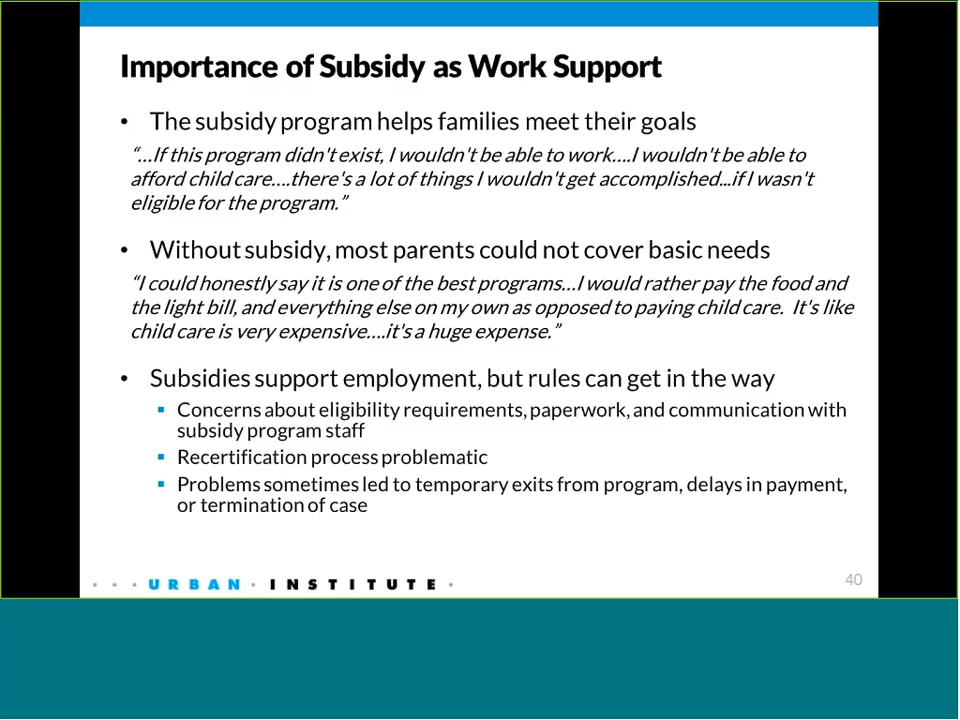 Importance of Subsidy as Work Support
• The subsidy program helps families meet their goals
“…If this program didn't exist, I wouldn't be able to work….I wouldn't be able to
afford child care….there's a lot of things I wouldn't get accomplished...if I wasn't
eligible for the program.”
• Without subsidy, most parents could not cover basic needs
“I could honestly say it is one of the best programs…I would rather pay the food and
the light bill, and everything else on my own as opposed to paying child care.  It's like
child care is very expensive….it's a huge expense.”
• Subsidies support employment, but rules can get in the way
▪ Concerns about eligibility requirements, paperwork, and communication with
subsidy program staff
▪ Recertification process problematic
▪ Problems sometimes led to temporary exits from program, delays in payment,
or termination of case
URBAN INSTITUTE
40